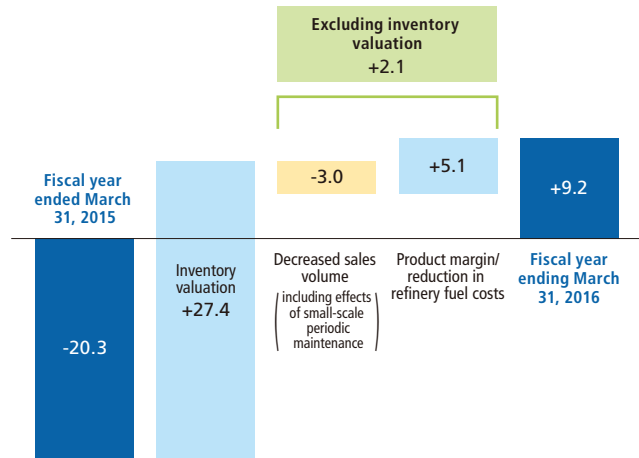 Excluding inventory
valuation
+2.1
Fiscal year
ended March
31, 2015
-20.3
Inventory
valuation
+27.4
-3.0
Decreased sales
volume
(including effects
of small-scale
periodic
maintenance)
+5.1
Product margin/
reduction in
refinery fuel costs
+9.2
Fiscal year
ending March
31, 2016